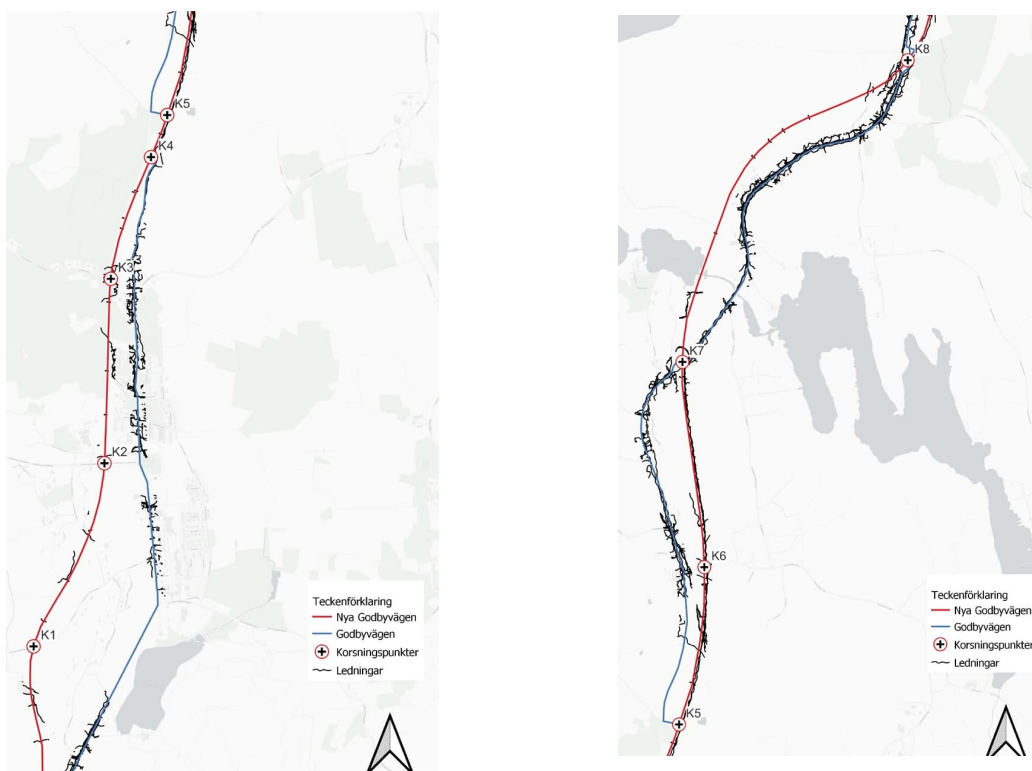 K5
K4
K3
K2
K1
Teckenförklaring
Nya Godbyvägen
Godbyvägen
Korsningspunkter
Ledningar
K8
K7
K6
K5
Teckenförklaring
Nya Godbyvägen
Godbyvägen
Korsningspunkter
Ledningar